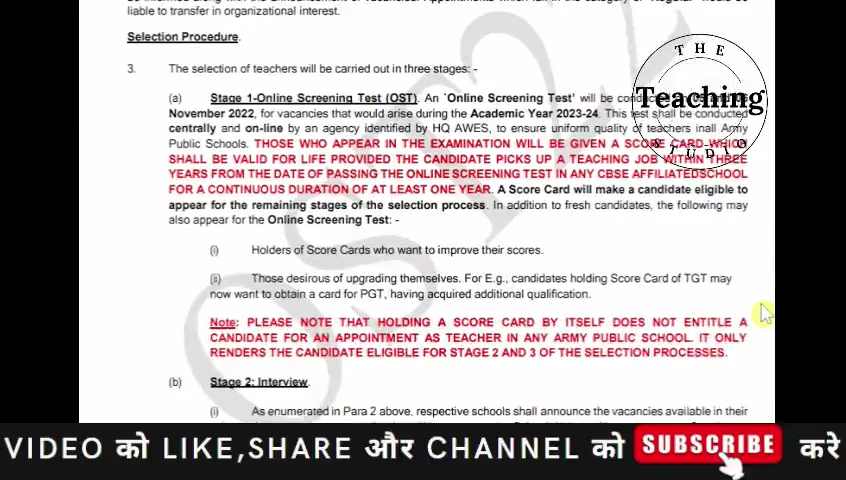 liable to transfer in organizational interest.
Selection Procedure.
3. The selection of teachers will be carried out in three stages: -
(a) Stage 1-Online Screening Test (OST). An 'Online Screening Test' will be
November 2022, for vacancies that would arise during the Academic Year 2023-24. This test shall be conducted
centrally and on-line by an agency identified by HQ AWES, to ensure uniform quality of teachers inall Army
Public Schools. THOSE WHO APPEAR IN THE EXAMINATION WILL BE GIVEN A SCORE CARD WHICH
SHALL BE VALID FOR LIFE PROVIDED THE CANDIDATE PICKS UP A TEACHING JOB WITHIN THREE
YEARS FROM THE DATE OF PASSING THE ONLINE SCREENING TEST IN ANY CBSE AFFILIATEDSCHOOL
FOR A CONTINUOUS DURATION OF AT LEAST ONE YEAR. A Score Card will make a candidate eligible to
appear for the remaining stages of the selection process. In addition to fresh candidates, the following may
also appear for the Online Screening Test: -
(i) Holders of Score Cards who want to improve their scores.
(ii) Those desirous of upgrading themselves. For E.g., candidates holding Score Card of TGT may
now want to obtain a card for PGT, having acquired additional qualification.
Note: PLEASE NOTE THAT HOLDING A SCORE CARD BY ITSELF DOES NOT ENTITLE A
CANDIDATE FOR AN APPOINTMENT AS TEACHER IN ANY ARMY PUBLIC SCHOOL. IT ONLY
RENDERS THE CANDIDATE ELIGIBLE FOR STAGE 2 AND 3 OF THE SELECTION PROCESSES.
(b) Stage 2: Interview.
(i) As enumerated in Para 2 above, respective schools shall announce the vacancies available in their
THE
Teaching
STUDIO
VIDEO को LIKE,SHARE और CHANNEL को SUBSCRIBE करे